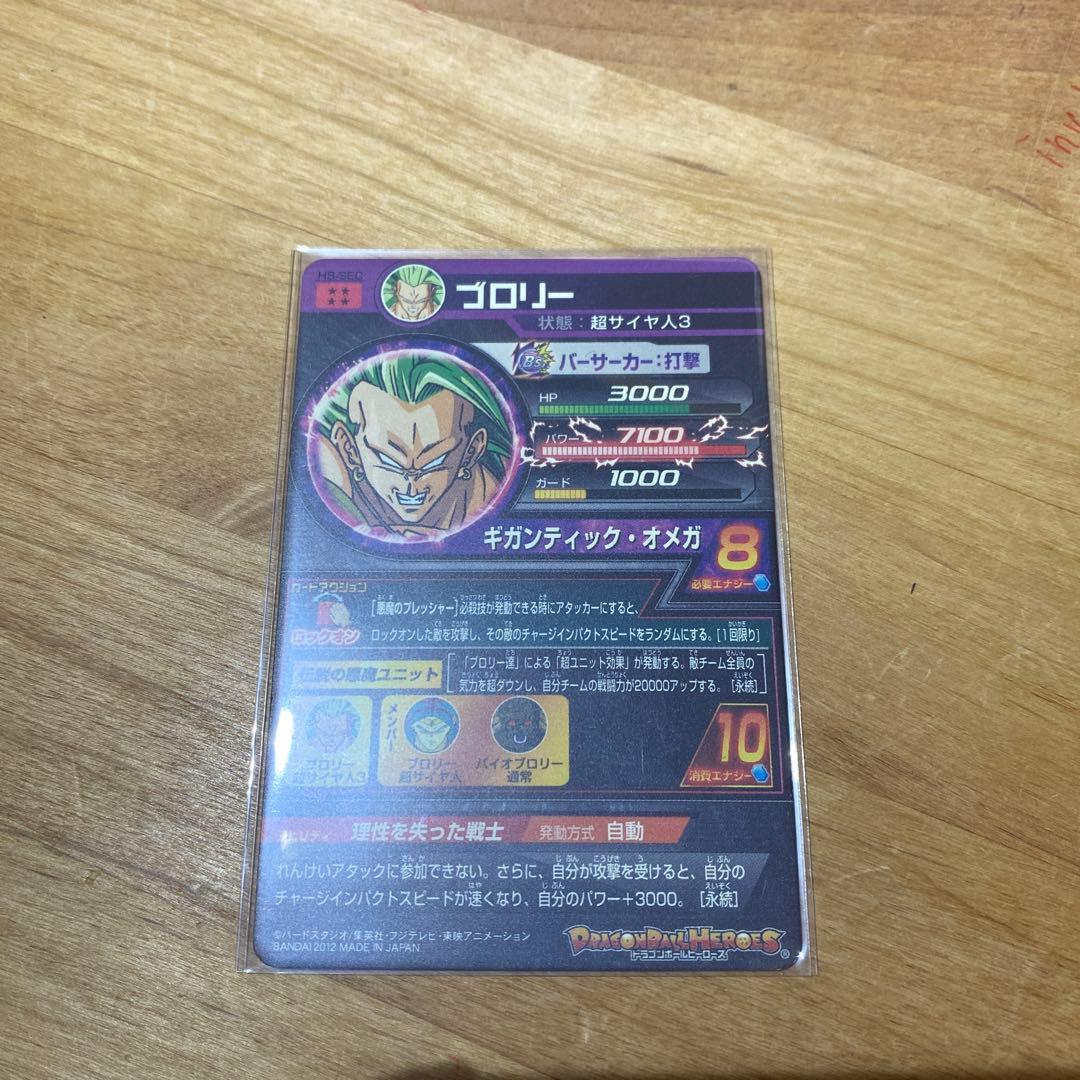 H8-SEC
ブロリー
状態：超サイヤ人3
Bs
バーサーカー：打撃
HP 3000
パワー 7100
ガード 1000
ギガンティック・オメガ
8
必要エナジー
カードアクション
ロックオン
[悪魔のプレッシャー]必殺技が発動できる時にアタッカーにすると、
ロックオンした敵を攻撃し、その敵のチャージインパクトスピードをランダムにする。[1回限り]
伝説の悪魔ユニット
「ブロリー達」による「超ユニット効果」が発動する。敵チーム全員の
気力を超ダウンし、自分チームの戦闘力が20000アップする。［永続］
ブロリー
超サイヤ人3
メンバー
ブロリー
超サイヤ人
バイオブロリー
通常
10
消費エナジー
アビリティ 理性を失った戦士 発動方式 自動
れんけいアタックに参加できない。さらに、自分が攻撃を受けると、自分の
チャージインパクトスピードが速くなり、自分のパワー+3000。［永続］
©バードスタジオ/集英社・フジテレビ・東映アニメーション
BANDAI 2012 MADE IN JAPAN
DRAGONBALL HEROES
ドラゴンボールヒーローズ
®